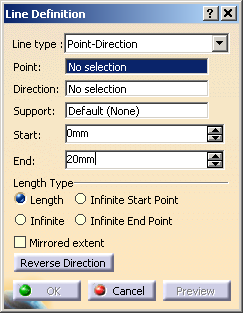 Line Definition
Line type : Point-Direction
Point: No selection
Direction: No selection
Support: Default (None)
Start: 0mm
End: 20mm
Length Type
Length Infinite Start Point
Infinite Infinite End Point
Mirrored extent
Reverse Direction
OK Cancel Preview